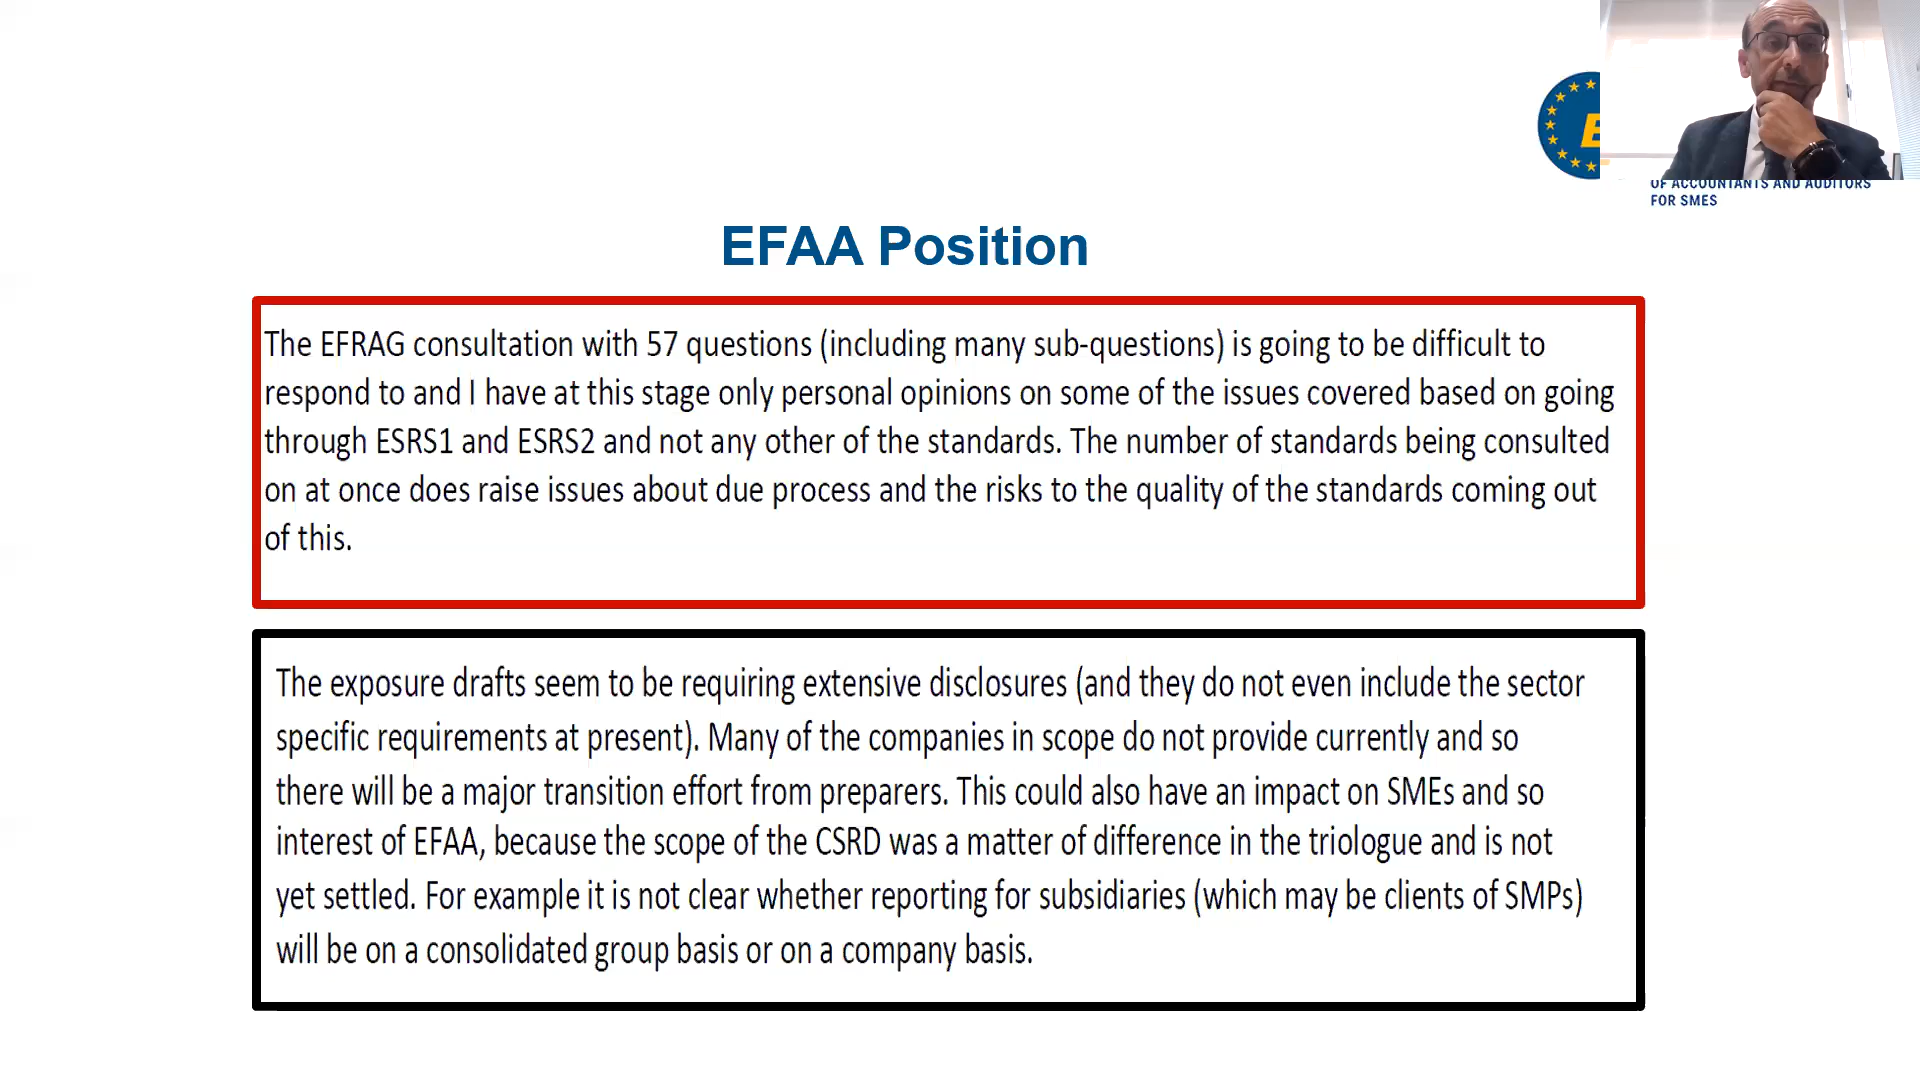 E
OF ACCOUNTANTS AND AUDITORS
FOR SMES
EFAA Position
The EFRAG consultation with 57 questions (including many sub-questions) is going to be difficult to
respond to and I have at this stage only personal opinions on some of the issues covered based on going
through ESRS1 and ESRS2 and not any other of the standards. The number of standards being consulted
on at once does raise issues about due process and the risks to the quality of the standards coming out
of this.
The exposure drafts seem to be requiring extensive disclosures (and they do not even include the sector
specific requirements at present). Many of the companies in scope do not provide currently and so
there will be a major transition effort from preparers. This could also have an impact on SMEs and so
interest of EFAA, because the scope of the CSRD was a matter of difference in the triologue and is not
yet settled. For example it is not clear whether reporting for subsidiaries (which may be clients of SMPs)
will be on a consolidated group basis or on a company basis.